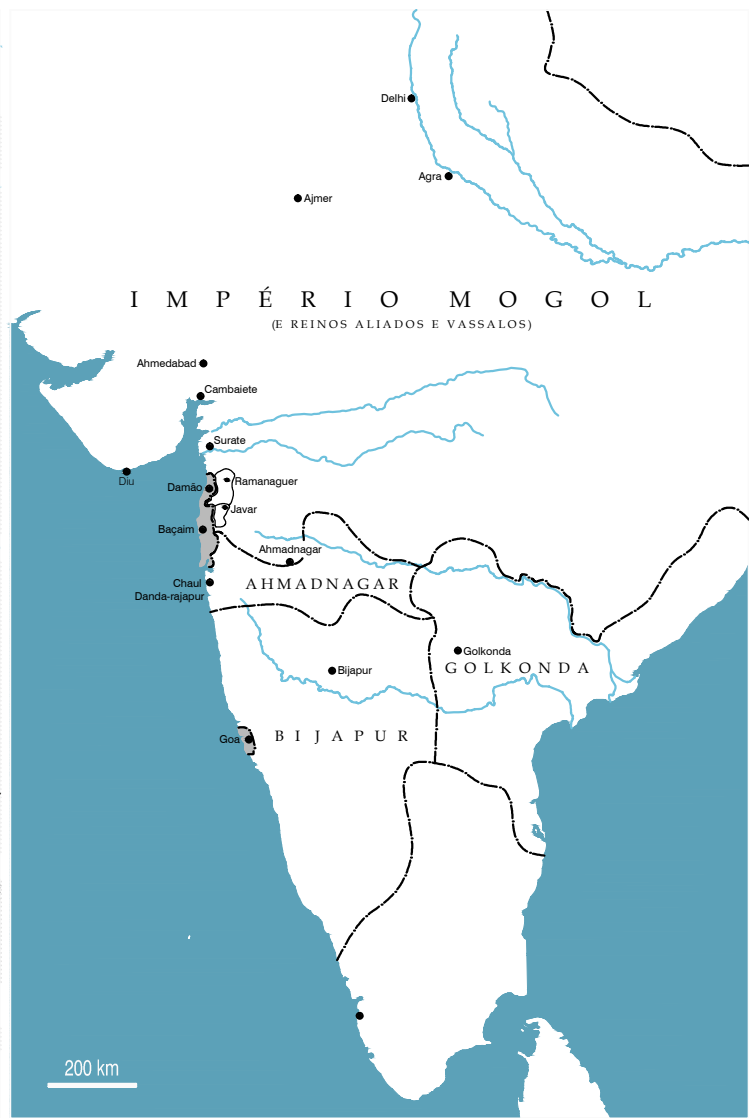 Delhi
Agra
Ajmer
IMPÉRIO MOGOL
(E REINOS ALIADOS E VASSALOS)
Ahmedabad
Cambaiete
Surate
Diu
Ramanaguer
Damão
Javar
Baçaim
Ahmadnagar
Chaul
Danda-rajapur
AHMADNAGAR
Golkonda
GOLKONDA
Bijapur
Goa
BIJAPUR
200 km